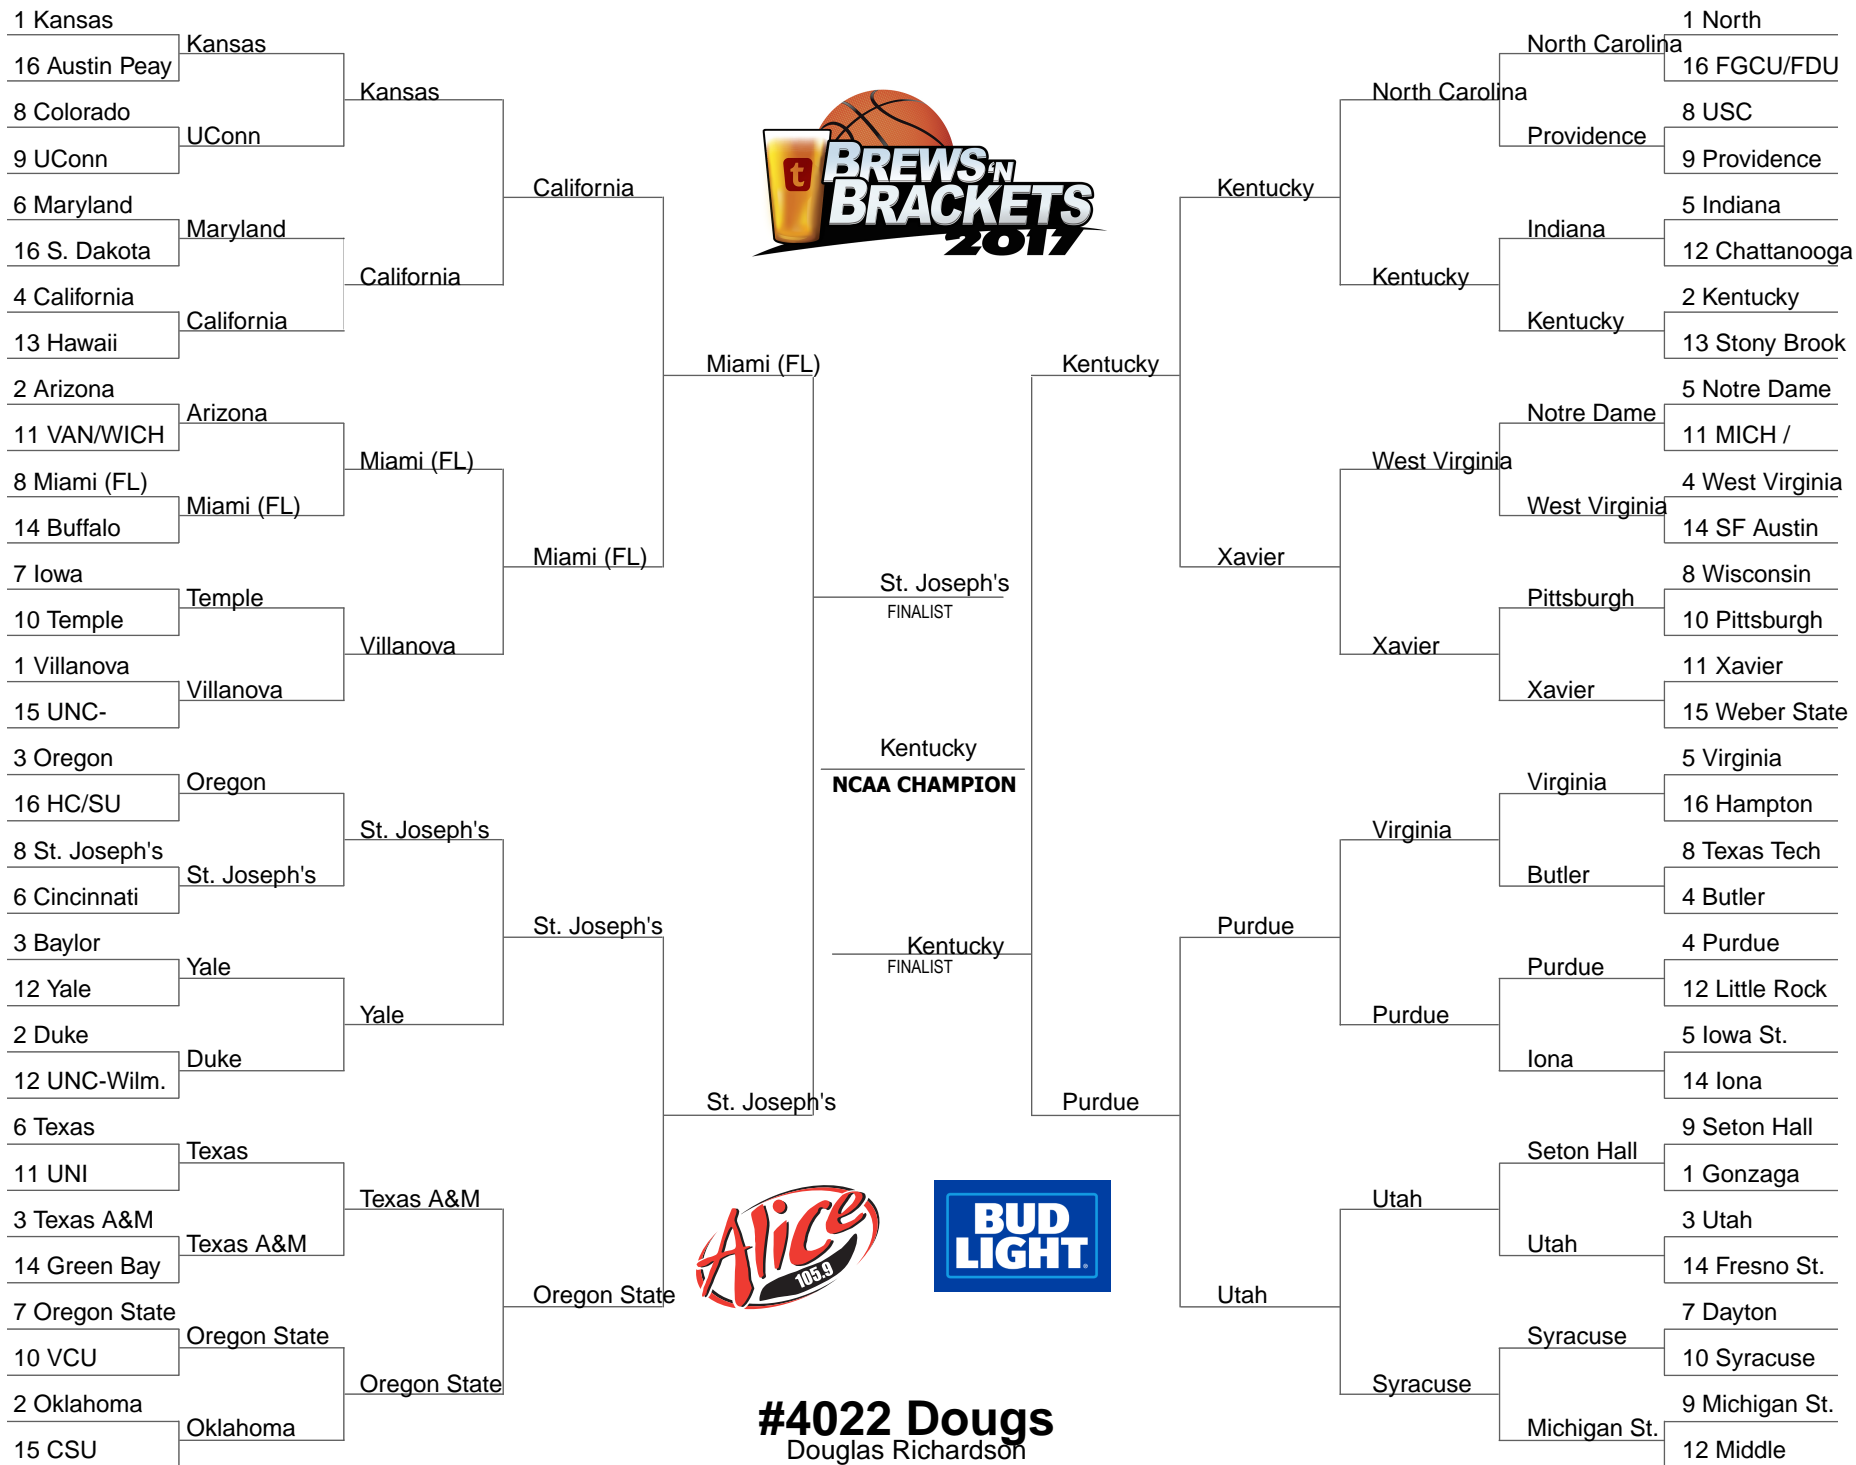 1 Kansas
16 Austin Peay
8 Colorado
9 UConn
6 Maryland
16 S. Dakota
4 California
13 Hawaii
2 Arizona
11 VAN/WICH
8 Miami (FL)
14 Buffalo
7 Iowa
10 Temple
1 Villanova
15 UNC-
3 Oregon
16 HC/SU
8 St. Joseph's
6 Cincinnati
3 Baylor
12 Yale
2 Duke
12 UNC-Wilm.
6 Texas
11 UNI
3 Texas A&M
14 Green Bay
7 Oregon State
10 VCU
2 Oklahoma
15 CSU
Kansas
UConn
Maryland
California
Arizona
Miami (FL)
Temple
Villanova
Oregon
St. Joseph's
Yale
Duke
Texas
Texas A&M
Oregon State
Oklahoma
Kansas
California
Miami (FL)
Villanova
St. Joseph's
Yale
Texas A&M
Oregon State
California
Miami (FL)
St. Joseph's
Oregon State
Miami (FL)
St. Joseph's
t
BREWS 'N
BRACKETS
2017
St. Joseph's
FINALIST
Kentucky
NCAA CHAMPION
Kentucky
FINALIST
Alice
105.9
BUD
LIGHT
#4022 Dougs
Douglas Richardson
Kentucky
Purdue
Kentucky
Xavier
Purdue
Utah
North Carolina
Kentucky
West Virginia
Xavier
Virginia
Purdue
Utah
Syracuse
North Carolina
Providence
Indiana
Kentucky
Notre Dame
West Virginia
Pittsburgh
Xavier
Virginia
Butler
Purdue
Iona
Seton Hall
Utah
Syracuse
Michigan St.
1 North
16 FGCU/FDU
8 USC
9 Providence
5 Indiana
12 Chattanooga
2 Kentucky
13 Stony Brook
5 Notre Dame
11 MICH /
4 West Virginia
14 SF Austin
8 Wisconsin
10 Pittsburgh
11 Xavier
15 Weber State
5 Virginia
16 Hampton
8 Texas Tech
4 Butler
4 Purdue
12 Little Rock
5 Iowa St.
14 Iona
9 Seton Hall
1 Gonzaga
3 Utah
14 Fresno St.
7 Dayton
10 Syracuse
9 Michigan St.
12 Middle